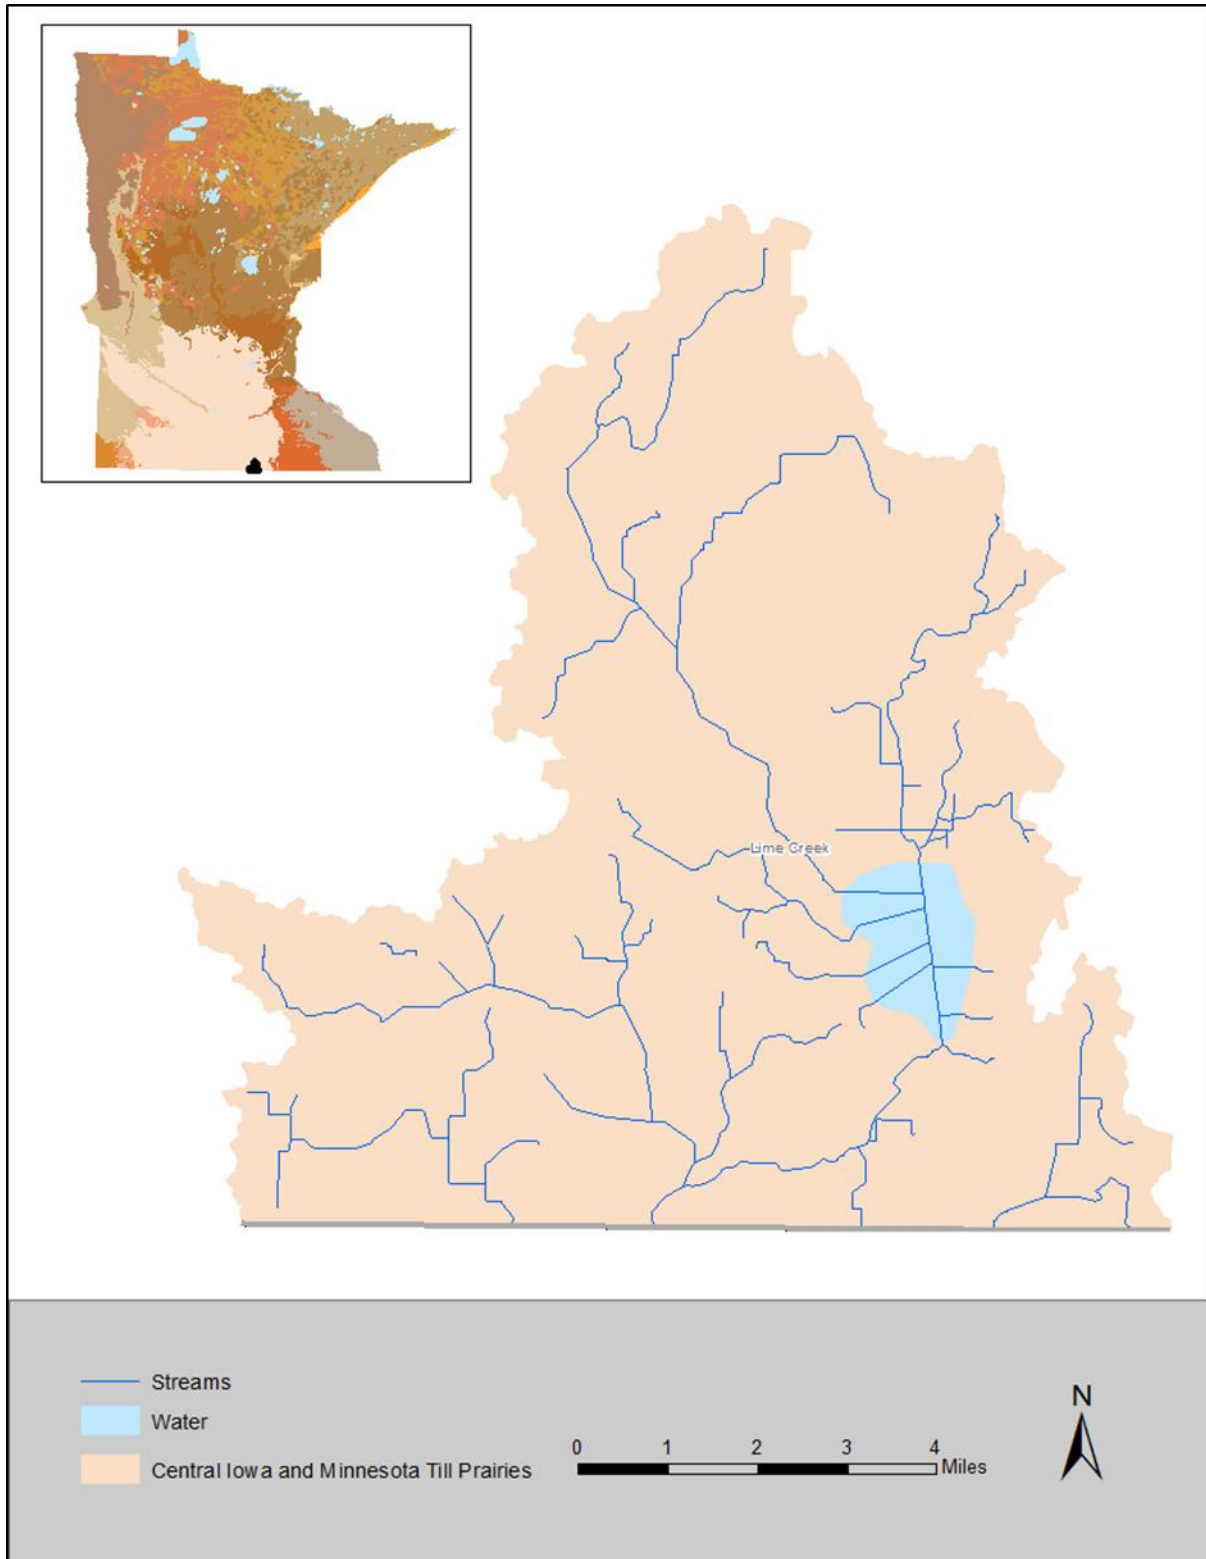 Lime Creek
Streams
Water
Central Iowa and Minnesota Till Prairies
0 1 2 3 4
Miles
N